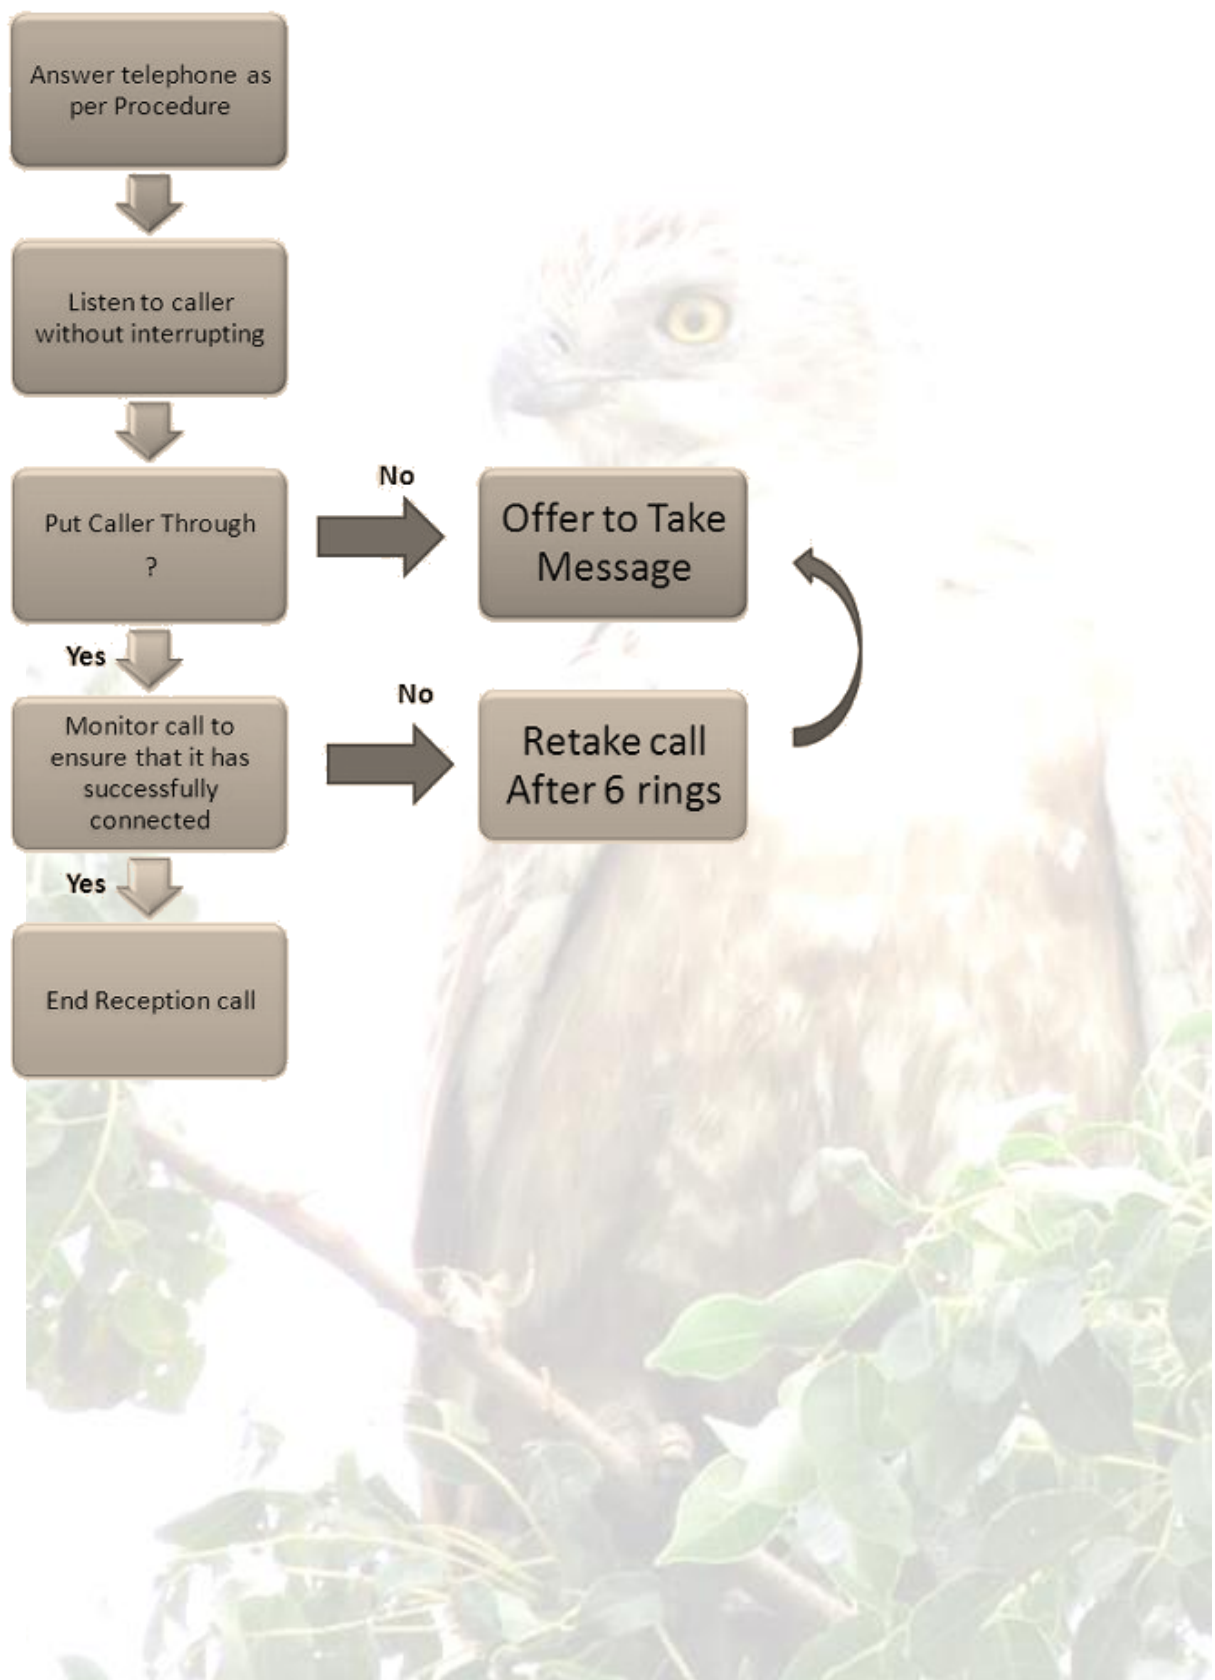 Answer telephone as
per Procedure
Listen to caller
without interrupting
No
Put Caller Through
?
Offer to Take
Message
Yes
No
Monitor call to
ensure that it has
successfully
connected
Retake call
After 6 rings
Yes
End Reception call